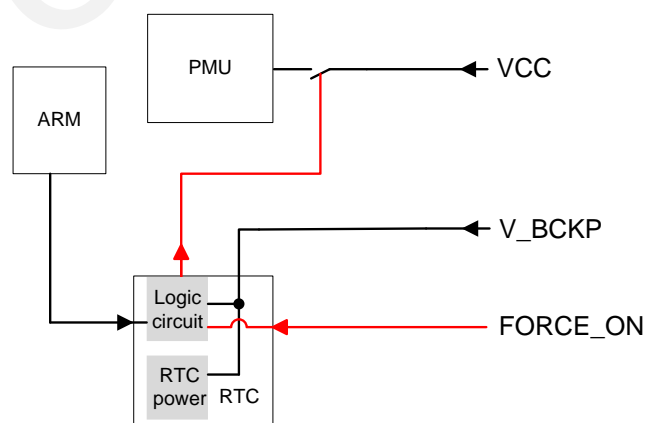 PMU
VCC
ARM
V_BCKP
Logic
circuit
FORCE_ON
RTC
power
RTC